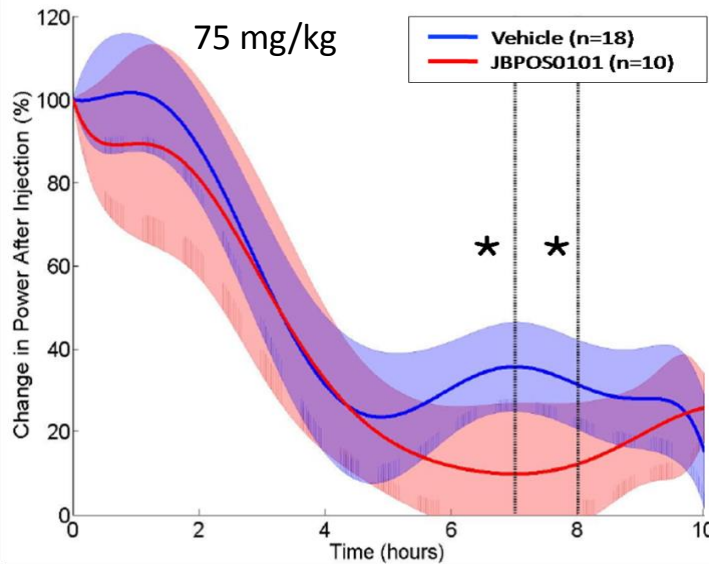 75 mg/kg
Vehicle (n=18)
JBPOS0101 (n=10)
Change in Power After Injection (%)
120
100
80
60
40
20
0
* *
0 2 4 6 8 10
Time (hours)